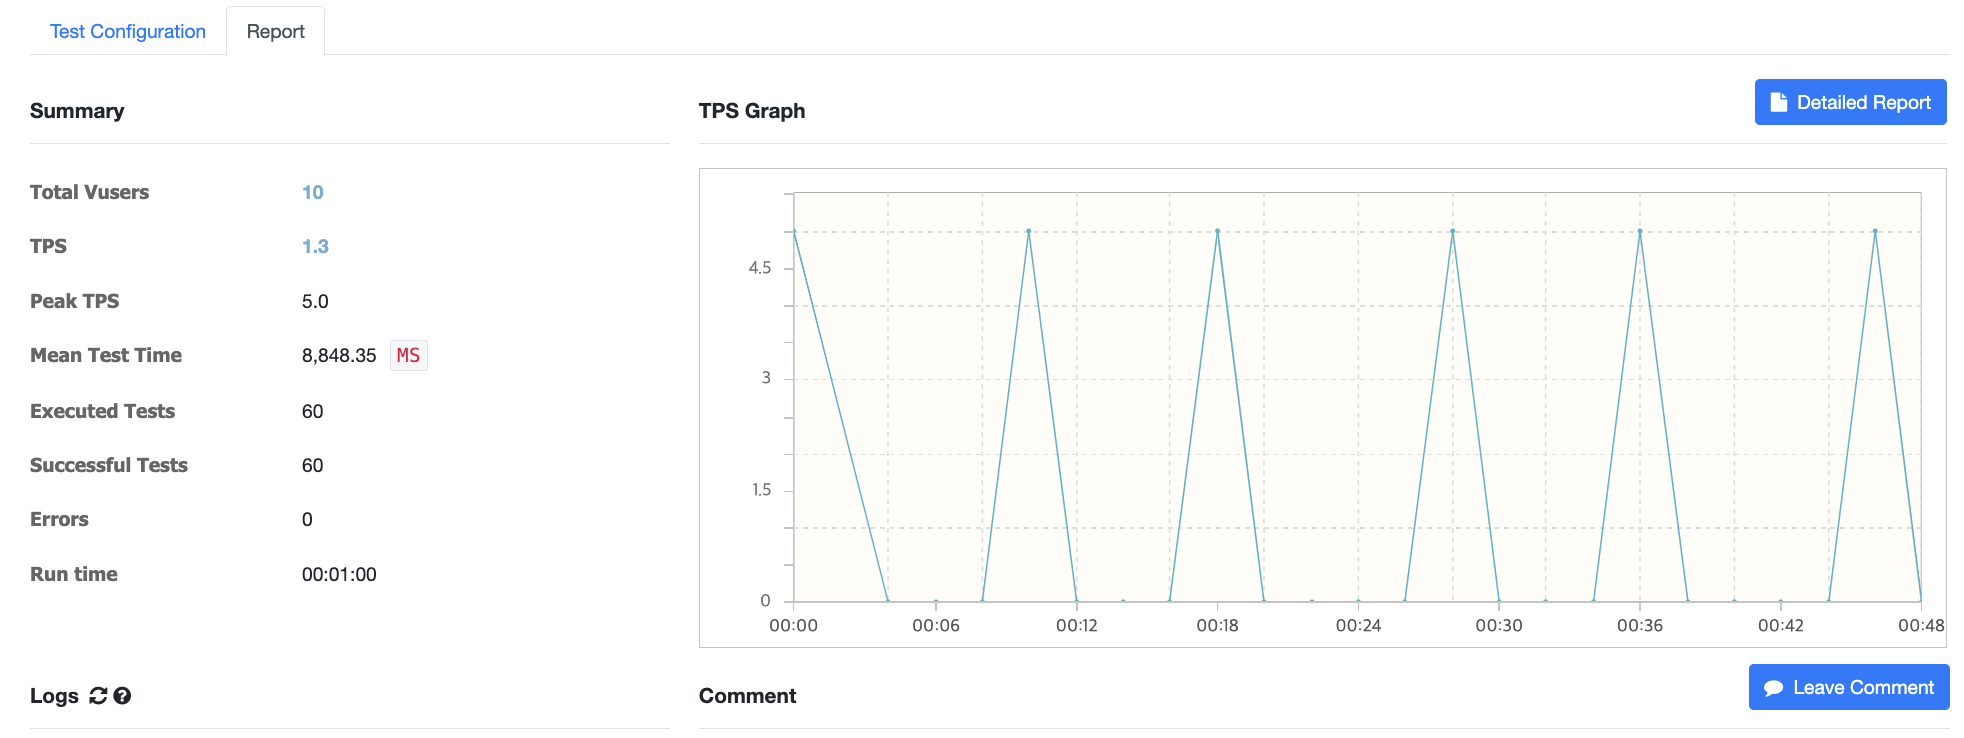 Test Configuration
Report
Summary
Total Vusers 10
TPS 1.3
Peak TPS 5.0
Mean Test Time 8,848.35 MS
Executed Tests 60
Successful Tests 60
Errors 0
Run time 00:01:00
TPS Graph
Detailed Report
4.5
3
1.5
0
00:00 00:06 00:12 00:18 00:24 00:30 00:36 00:42 00:48
Logs
Comment
Leave Comment